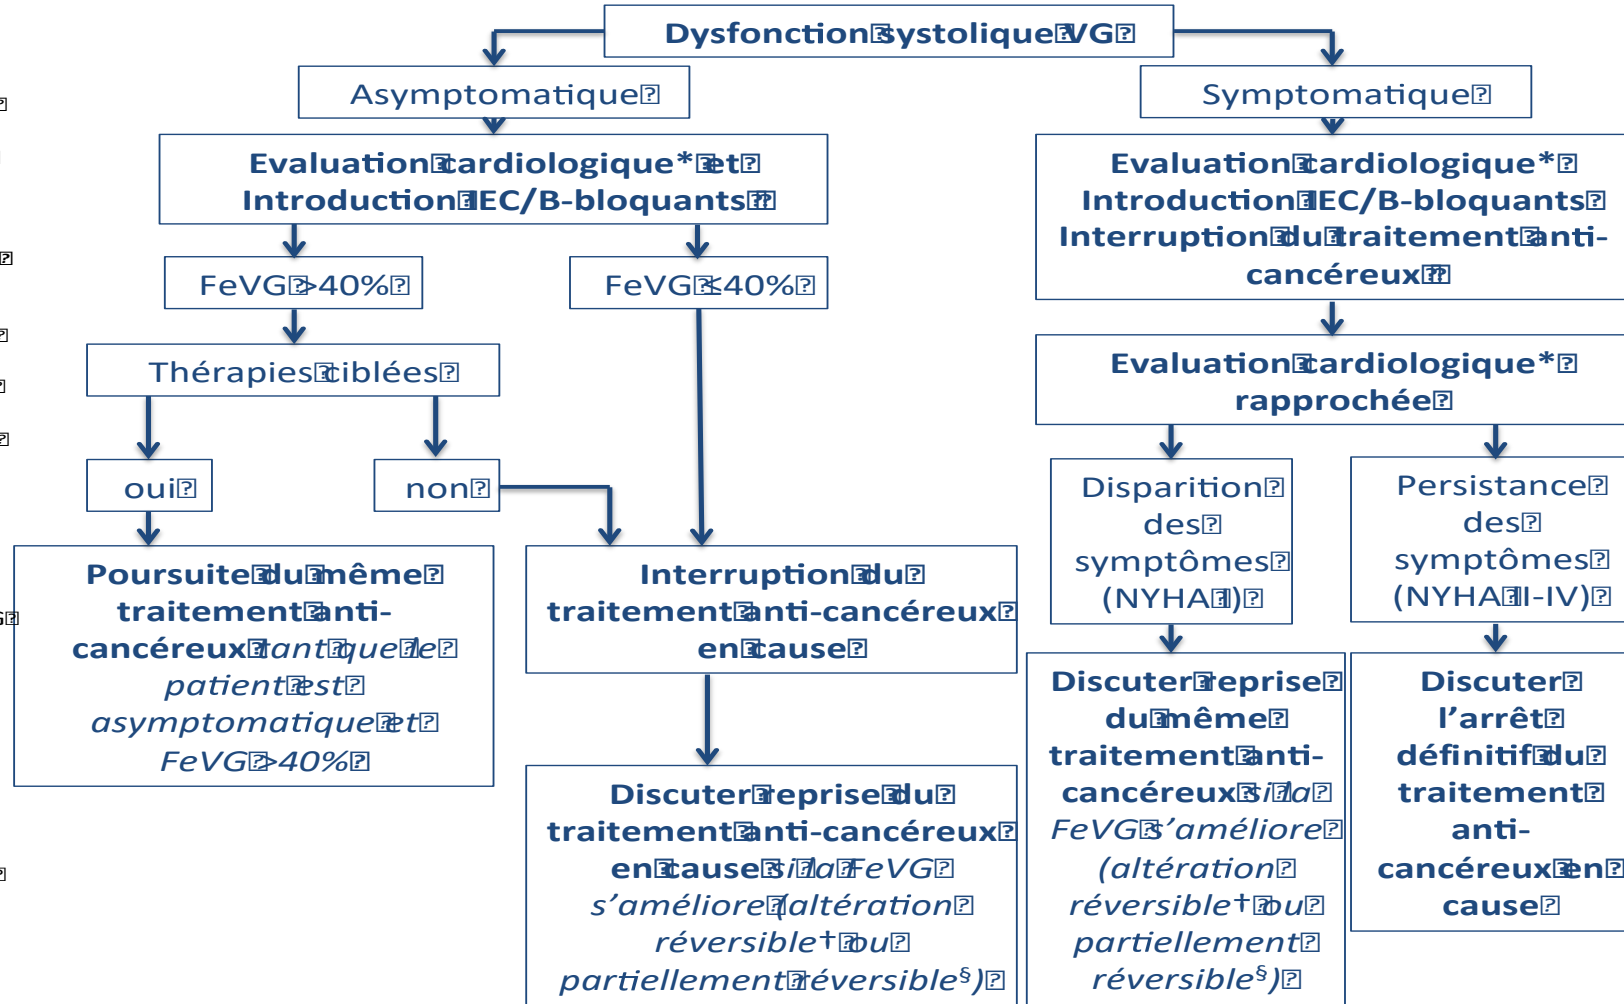 Dysfonction systolique VG
Asymptomatique
Symptomatique
Evaluation cardiologique* et
Introduction IEC/B-bloquants
Evaluation cardiologique*
Introduction IEC/B-bloquants
Interruption du traitement anti-
cancéreux
FeVG >40%
FeVG ≤40%
Evaluation cardiologique*
rapprochée
Thérapies ciblées
oui
non
Disparition
des
symptômes
(NYHA I)
Persistance
des
symptômes
(NYHA II-IV)
Poursuite du même
traitement anti-
cancéreux tant que le
patient est
asymptomatique et
FeVG >40%
Interruption du
traitement anti-cancéreux
en cause
Discuter reprise du
traitement anti-cancéreux
en cause si la FeVG
s’améliore (altération
réversible† ou
partiellement réversible§)
Discuter reprise
du même
traitement anti-
cancéreux si la
FeVG s’améliore
(altération
réversible† ou
partiellement
réversible§)
Discuter
l’arrêt
définitif du
traitement
anti-
cancéreux en
cause